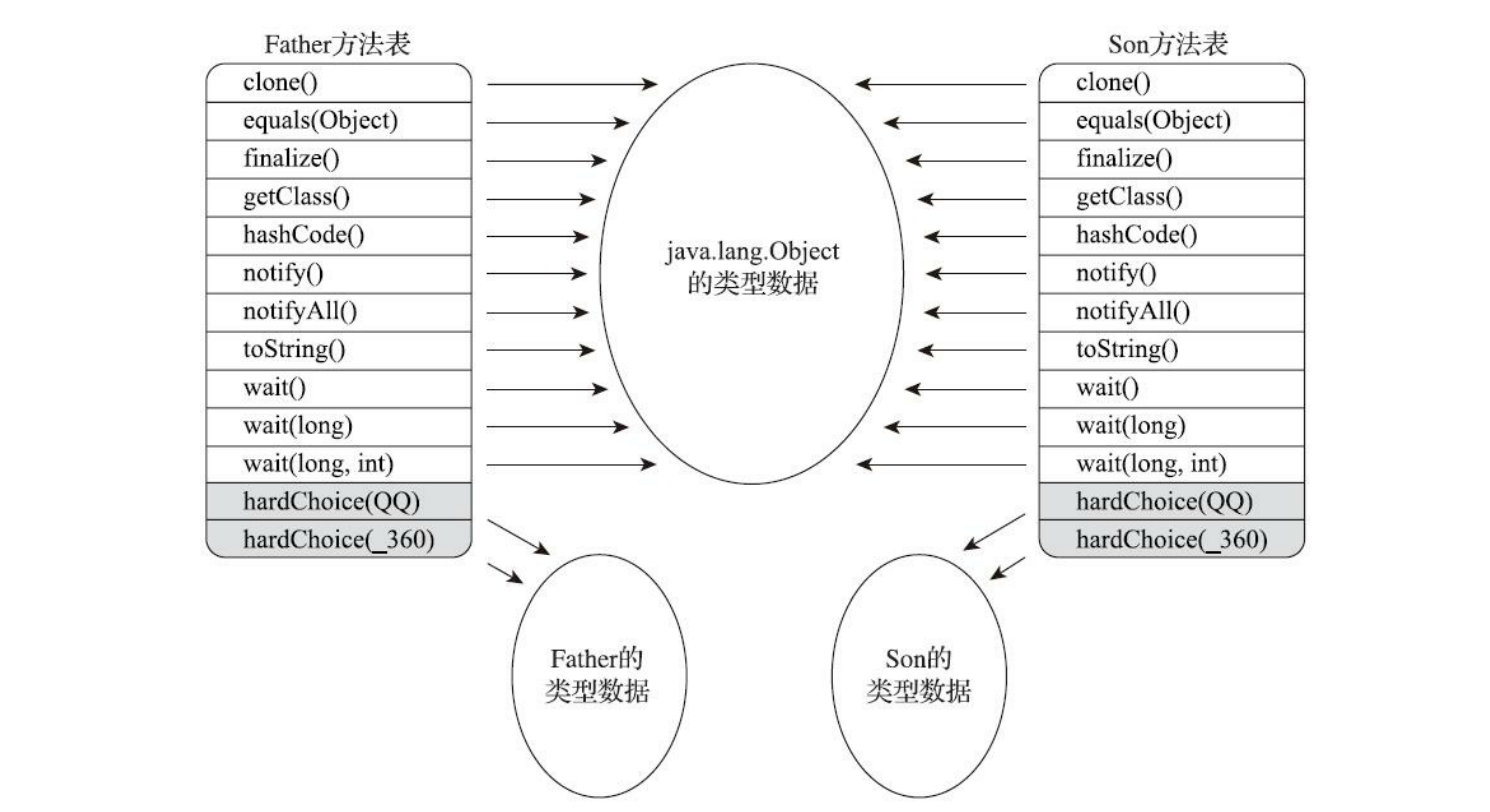 Father方法表
clone()
equals(Object)
finalize()
getClass()
hashCode()
notify()
notifyAll()
toString()
wait()
wait(long)
wait(long, int)
hardChoice(QQ)
hardChoice(_360)
java.lang.Object
的类型数据
Son方法表
clone()
equals(Object)
finalize()
getClass()
hashCode()
notify()
notifyAll()
toString()
wait()
wait(long)
wait(long, int)
hardChoice(QQ)
hardChoice(_360)
Father的
类型数据
Son的
类型数据